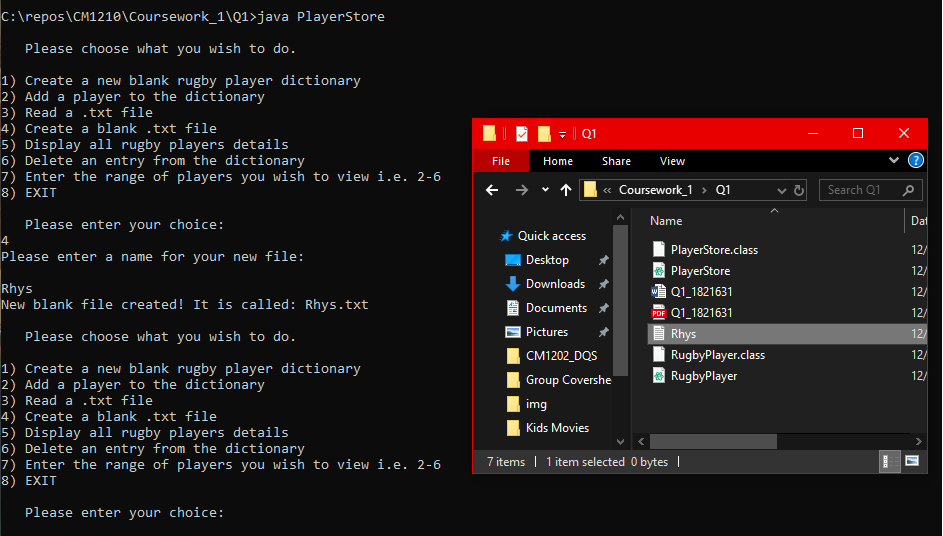 C:\repos\CM1210\Coursework_1\Q1>java PlayerStore
Please choose what you wish to do.
1) Create a new blank rugby player dictionary
2) Add a player to the dictionary
3) Read a .txt file
4) Create a blank .txt file
5) Display all rugby players details
6) Delete an entry from the dictionary
7) Enter the range of players you wish to view i.e. 2-6
8) EXIT
Please enter your choice:
4
Please enter a name for your new file:
Rhys
New blank file created! It is called: Rhys.txt
Please choose what you wish to do.
1) Create a new blank rugby player dictionary
2) Add a player to the dictionary
3) Read a .txt file
4) Create a blank .txt file
5) Display all rugby players details
6) Delete an entry from the dictionary
7) Enter the range of players you wish to view i.e. 2-6
8) EXIT
Please enter your choice:
Q1
File Home Share View
« Coursework_1 > Q1
Search Q1
Quick access
Desktop
Downloads
Documents
Pictures
CM1202_DQS
Group Covershe
img
Kids Movies
Name Dat
PlayerStore.class 12/
PlayerStore 12/
Q1_1821631 12/
PDF Q1_1821631 12/
Rhys 12/
RugbyPlayer.class 12/
RugbyPlayer 12/
7 items 1 item selected 0 bytes